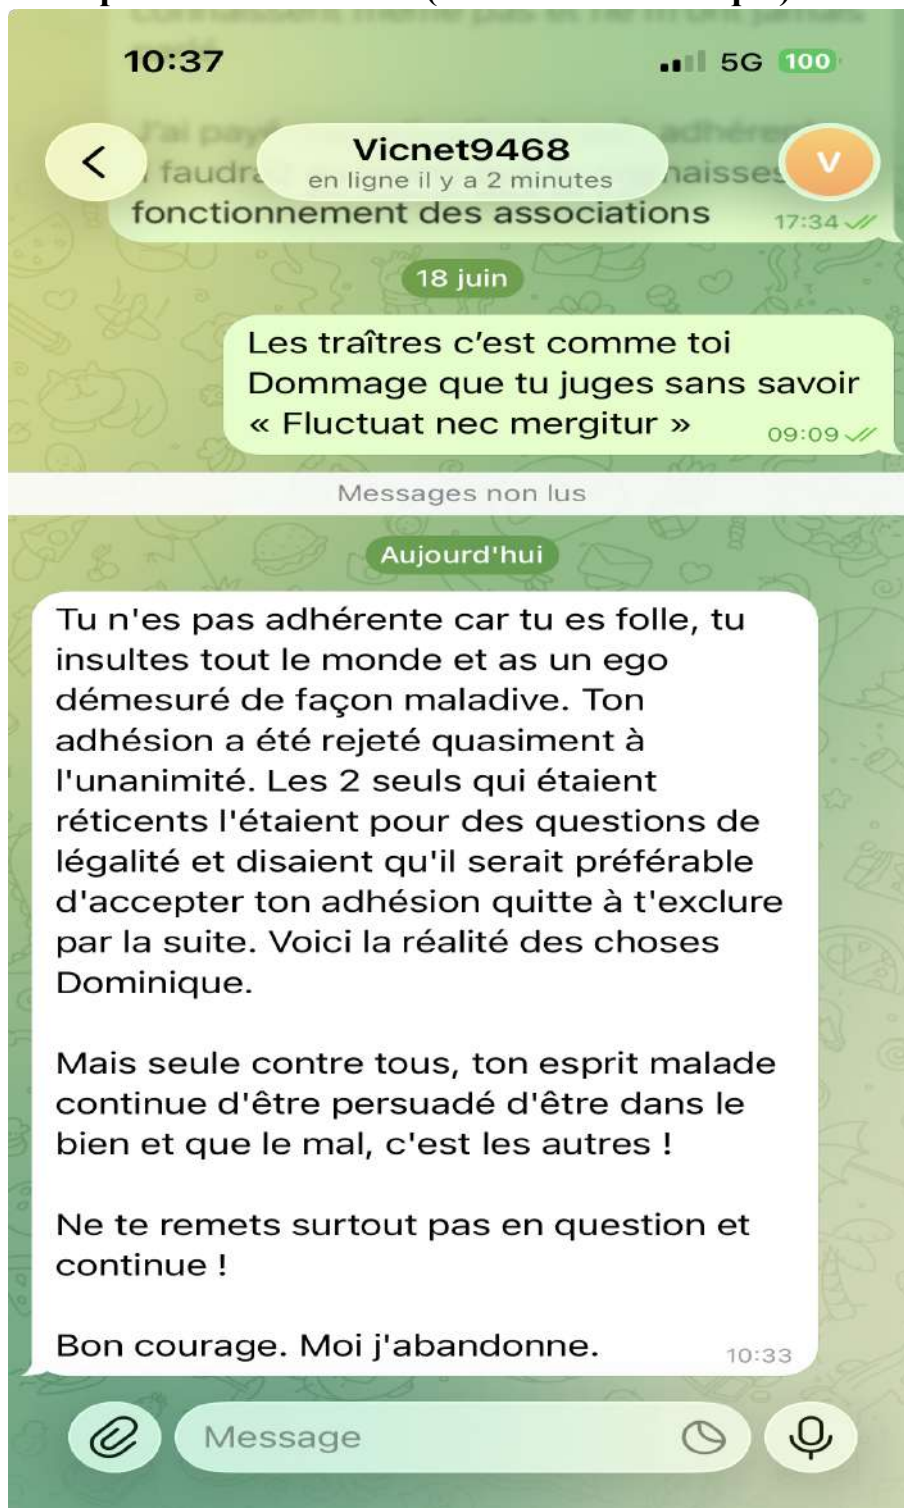 10:37
5G 100
J'ai payé
Vicnet9468
en ligne il y a 2 minutes
V
fonctionnement des associations 17:34
18 juin
Les traîtres c'est comme toi
Dommage que tu juges sans savoir
« Fluctuat nec mergitur » 09:09
Messages non lus
Aujourd'hui
Tu n'es pas adhérente car tu es folle, tu
insultes tout le monde et as un ego
démesuré de façon maladive. Ton
adhésion a été rejeté quasiment à
l'unanimité. Les 2 seuls qui étaient
réticents l'étaient pour des questions de
légalité et disaient qu'il serait préférable
d'accepter ton adhésion quitte à t'exclure
par la suite. Voici la réalité des choses
Dominique.
Mais seule contre tous, ton esprit malade
continue d'être persuadé d'être dans le
bien et que le mal, c'est les autres !
Ne te remets surtout pas en question et
continue !
Bon courage. Moi j'abandonne. 10:33
Message